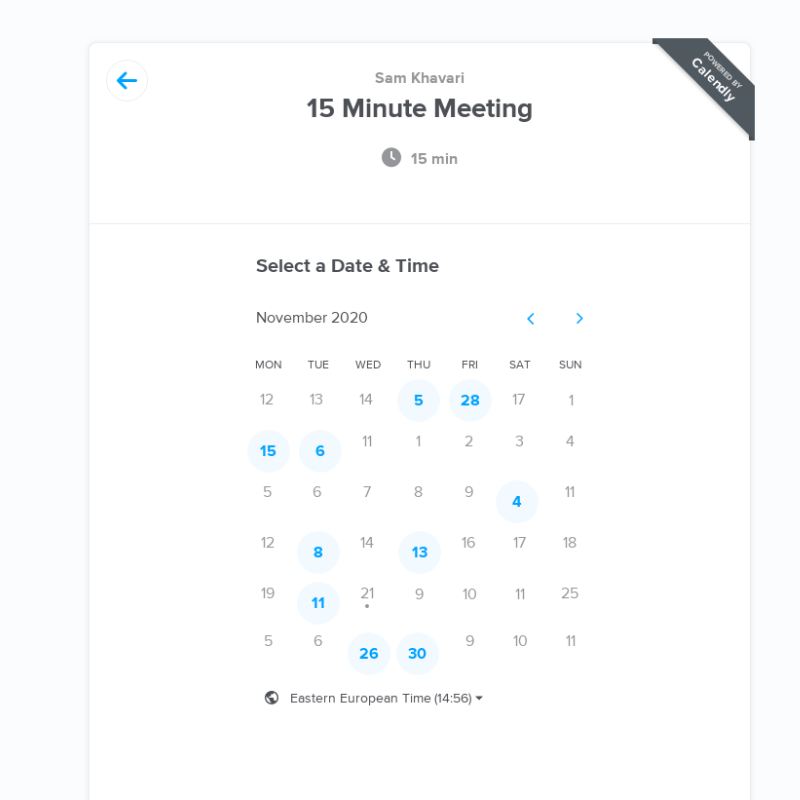 Sam Khavari
15 Minute Meeting
15 min
POWERED BY
Calendly
Select a Date & Time
November 2020
MON TUE WED THU FRI SAT SUN
12 13 14 5 28 17 1
15 6 11 1 2 3 4
5 6 7 8 9 4 11
12 8 14 13 16 17 18
19 11 21 9 10 11 25
5 6 26 30 9 10 11
Eastern European Time (14:56)